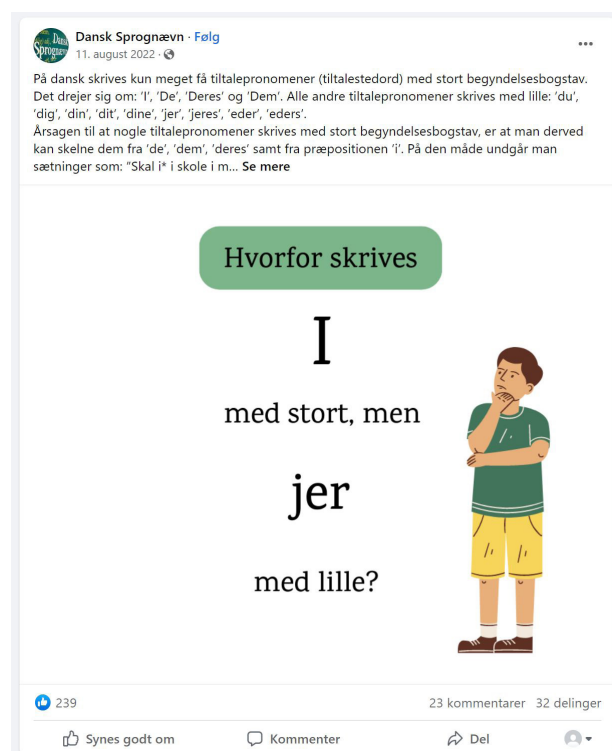 Dansk Sprognævn · Følg
11. august 2022 ·
På dansk skrives kun meget få tiltalepronomener (tiltalestedord) med stort begyndelsesbogstav.
Det drejer sig om: 'I', 'De', 'Deres' og 'Dem'. Alle andre tiltalepronomener skrives med lille: 'du',
'dig', 'din', 'dit', 'dine', 'jer', 'jeres', 'eder', 'eders'.
Årsagen til at nogle tiltalepronomener skrives med stort begyndelsesbogstav, er at man derved
kan skelne dem fra 'de', 'dem', 'deres' samt fra præpositionen 'i'. På den måde undgår man
sætninger som: "Skal i* i skole i m... Se mere
Hvorfor skrives
I
med stort, men
jer
med lille?
239
23 kommentarer 32 delinger
Synes godt om
Kommenter
Del